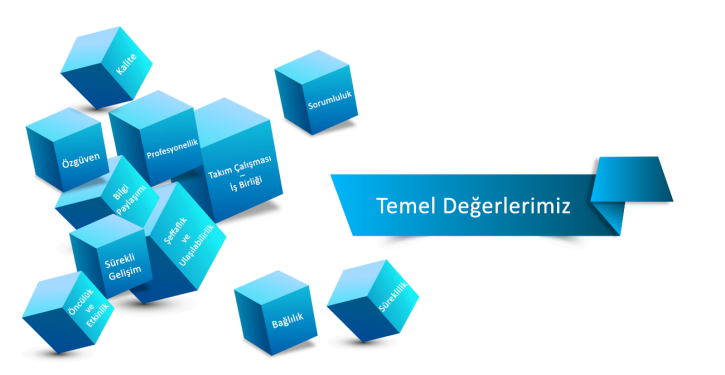 Kalite
Sorumluluk
Özgüven
Profesyonellik
Takım Çalışması
–
İş Birliği
Bilgi
Paylaşımı
Şeffaflık
ve
Ulaşılabilirlik
Sürekli
Gelişim
Öncülük
ve
Etkinlik
Bağlılık
Süreklilik
Temel Değerlerimiz